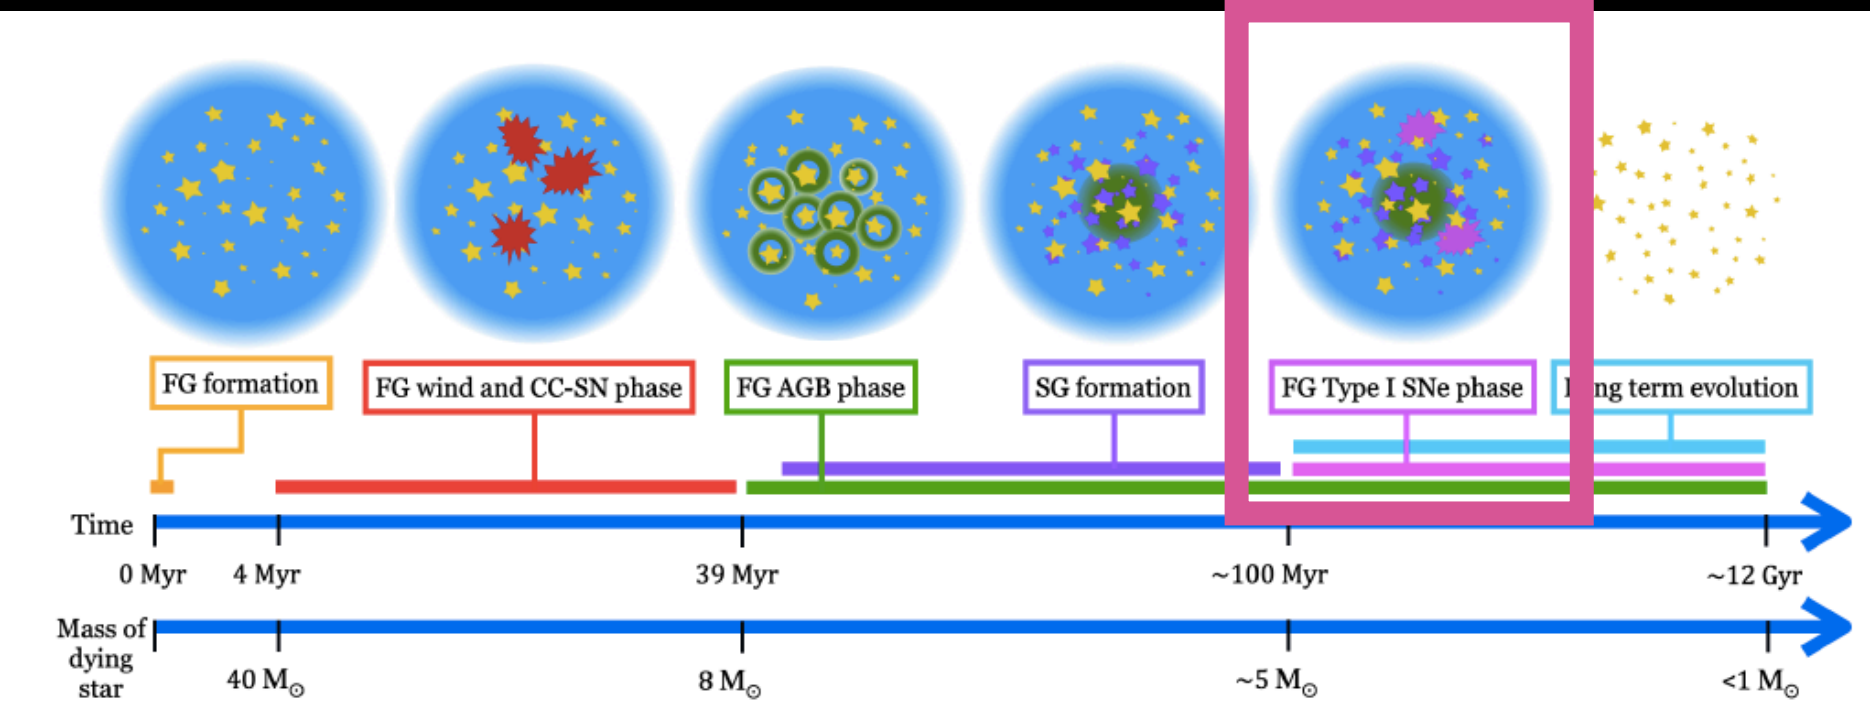 FG formation
FG wind and CC-SN phase
FG AGB phase
SG formation
FG Type I SNe phase
ng term evolution
Time
0 Myr
4 Myr
39 Myr
~100 Myr
~12 Gyr
Mass of
dying
star
40 M☉
8 M☉
~5 M☉
<1 M☉